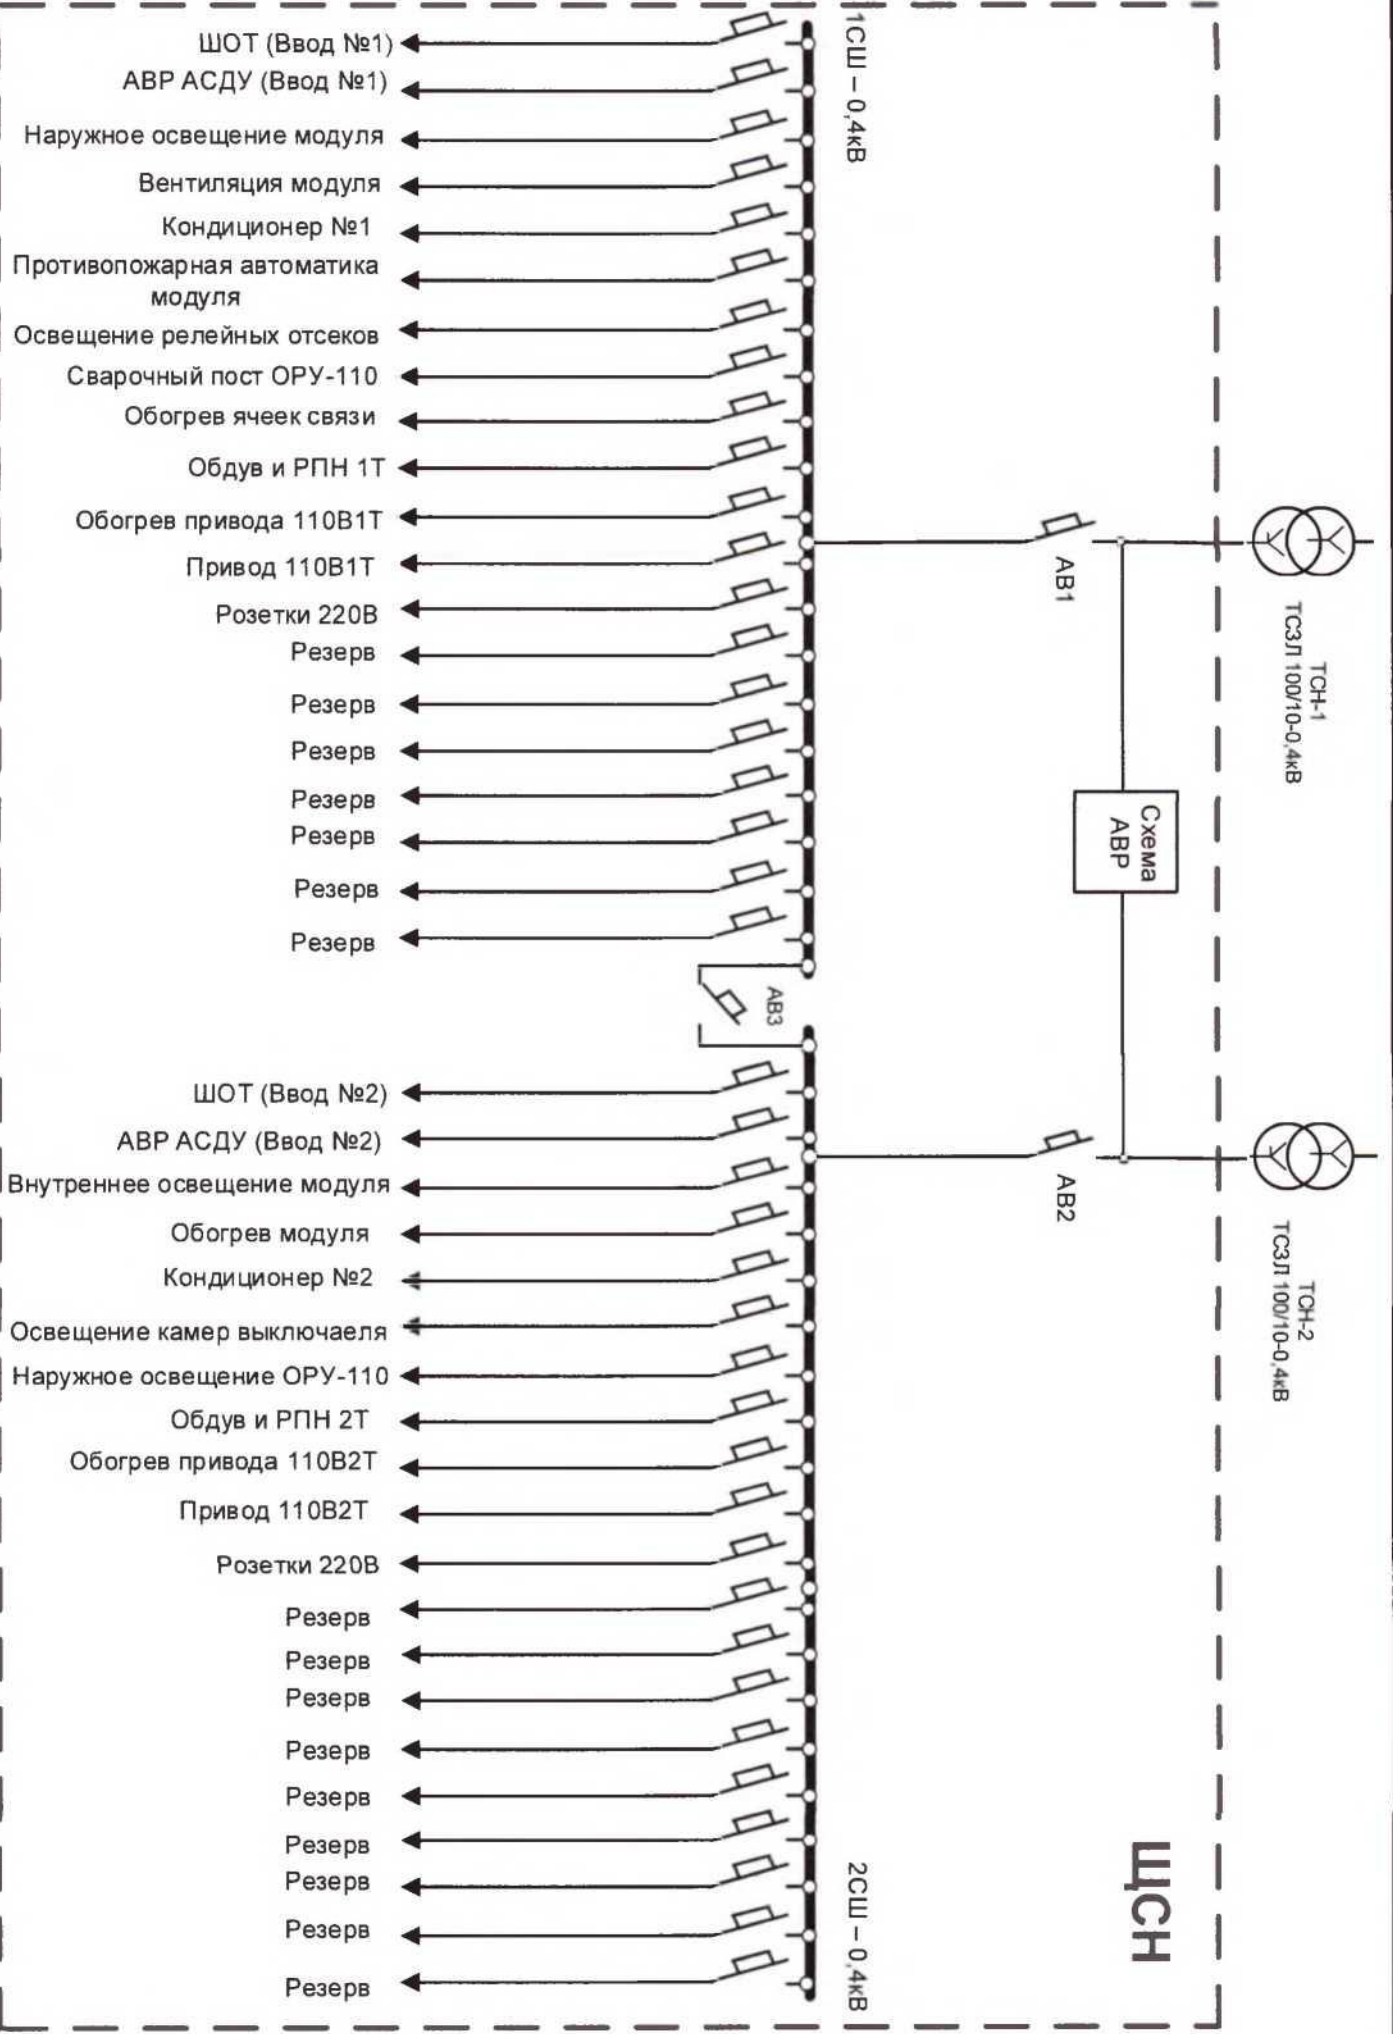 ШОТ (Ввод №1)
АВР АСДУ (Ввод №1)
Наружное освещение модуля
Вентиляция модуля
Кондиционер №1
Противопожарная автоматика
модуля
Освещение релейных отсеков
Сварочный пост ОРУ-110
Обогрев ячеек связи
Обдув и РПН 1Т
Обогрев привода 110В1Т
Привод 110В1Т
Розетки 220В
Резерв
Резерв
Резерв
Резерв
Резерв
Резерв
Резерв
ШОТ (Ввод №2)
АВР АСДУ (Ввод №2)
Внутреннее освещение модуля
Обогрев модуля
Кондиционер №2
Освещение камер выключаеля
Наружное освещение ОРУ-110
Обдув и РПН 2Т
Обогрев привода 110В2Т
Привод 110В2Т
Розетки 220В
Резерв
Резерв
Резерв
Резерв
Резерв
Резерв
Резерв
Резерв
Резерв
1СШ – 0,4кВ
АВ3
2СШ – 0,4кВ
АВ1
Схема
АВР
АВ2
ЩСН
ТСН-1
ТСЗЛ 100/10-0,4кВ
ТСН-2
ТСЗЛ 100/10-0,4кВ